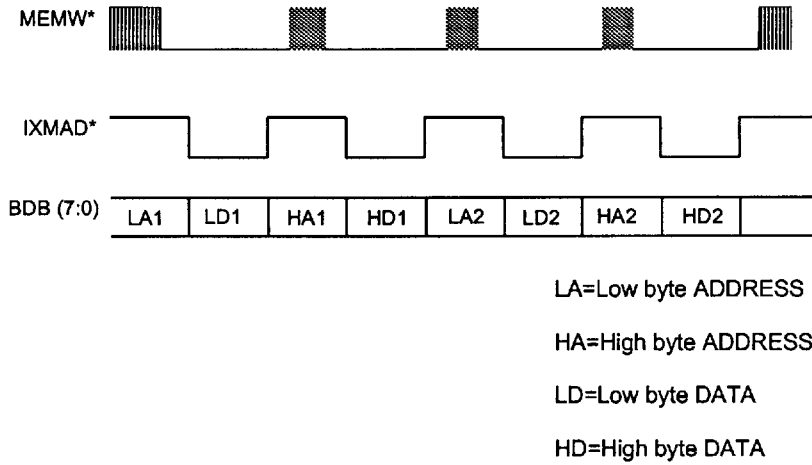 MEMW*
IXMAD*
BDB (7:0) LA1 LD1 HA1 HD1 LA2 LD2 HA2 HD2
LA=Low byte ADDRESS
HA=High byte ADDRESS
LD=Low byte DATA
HD=High byte DATA